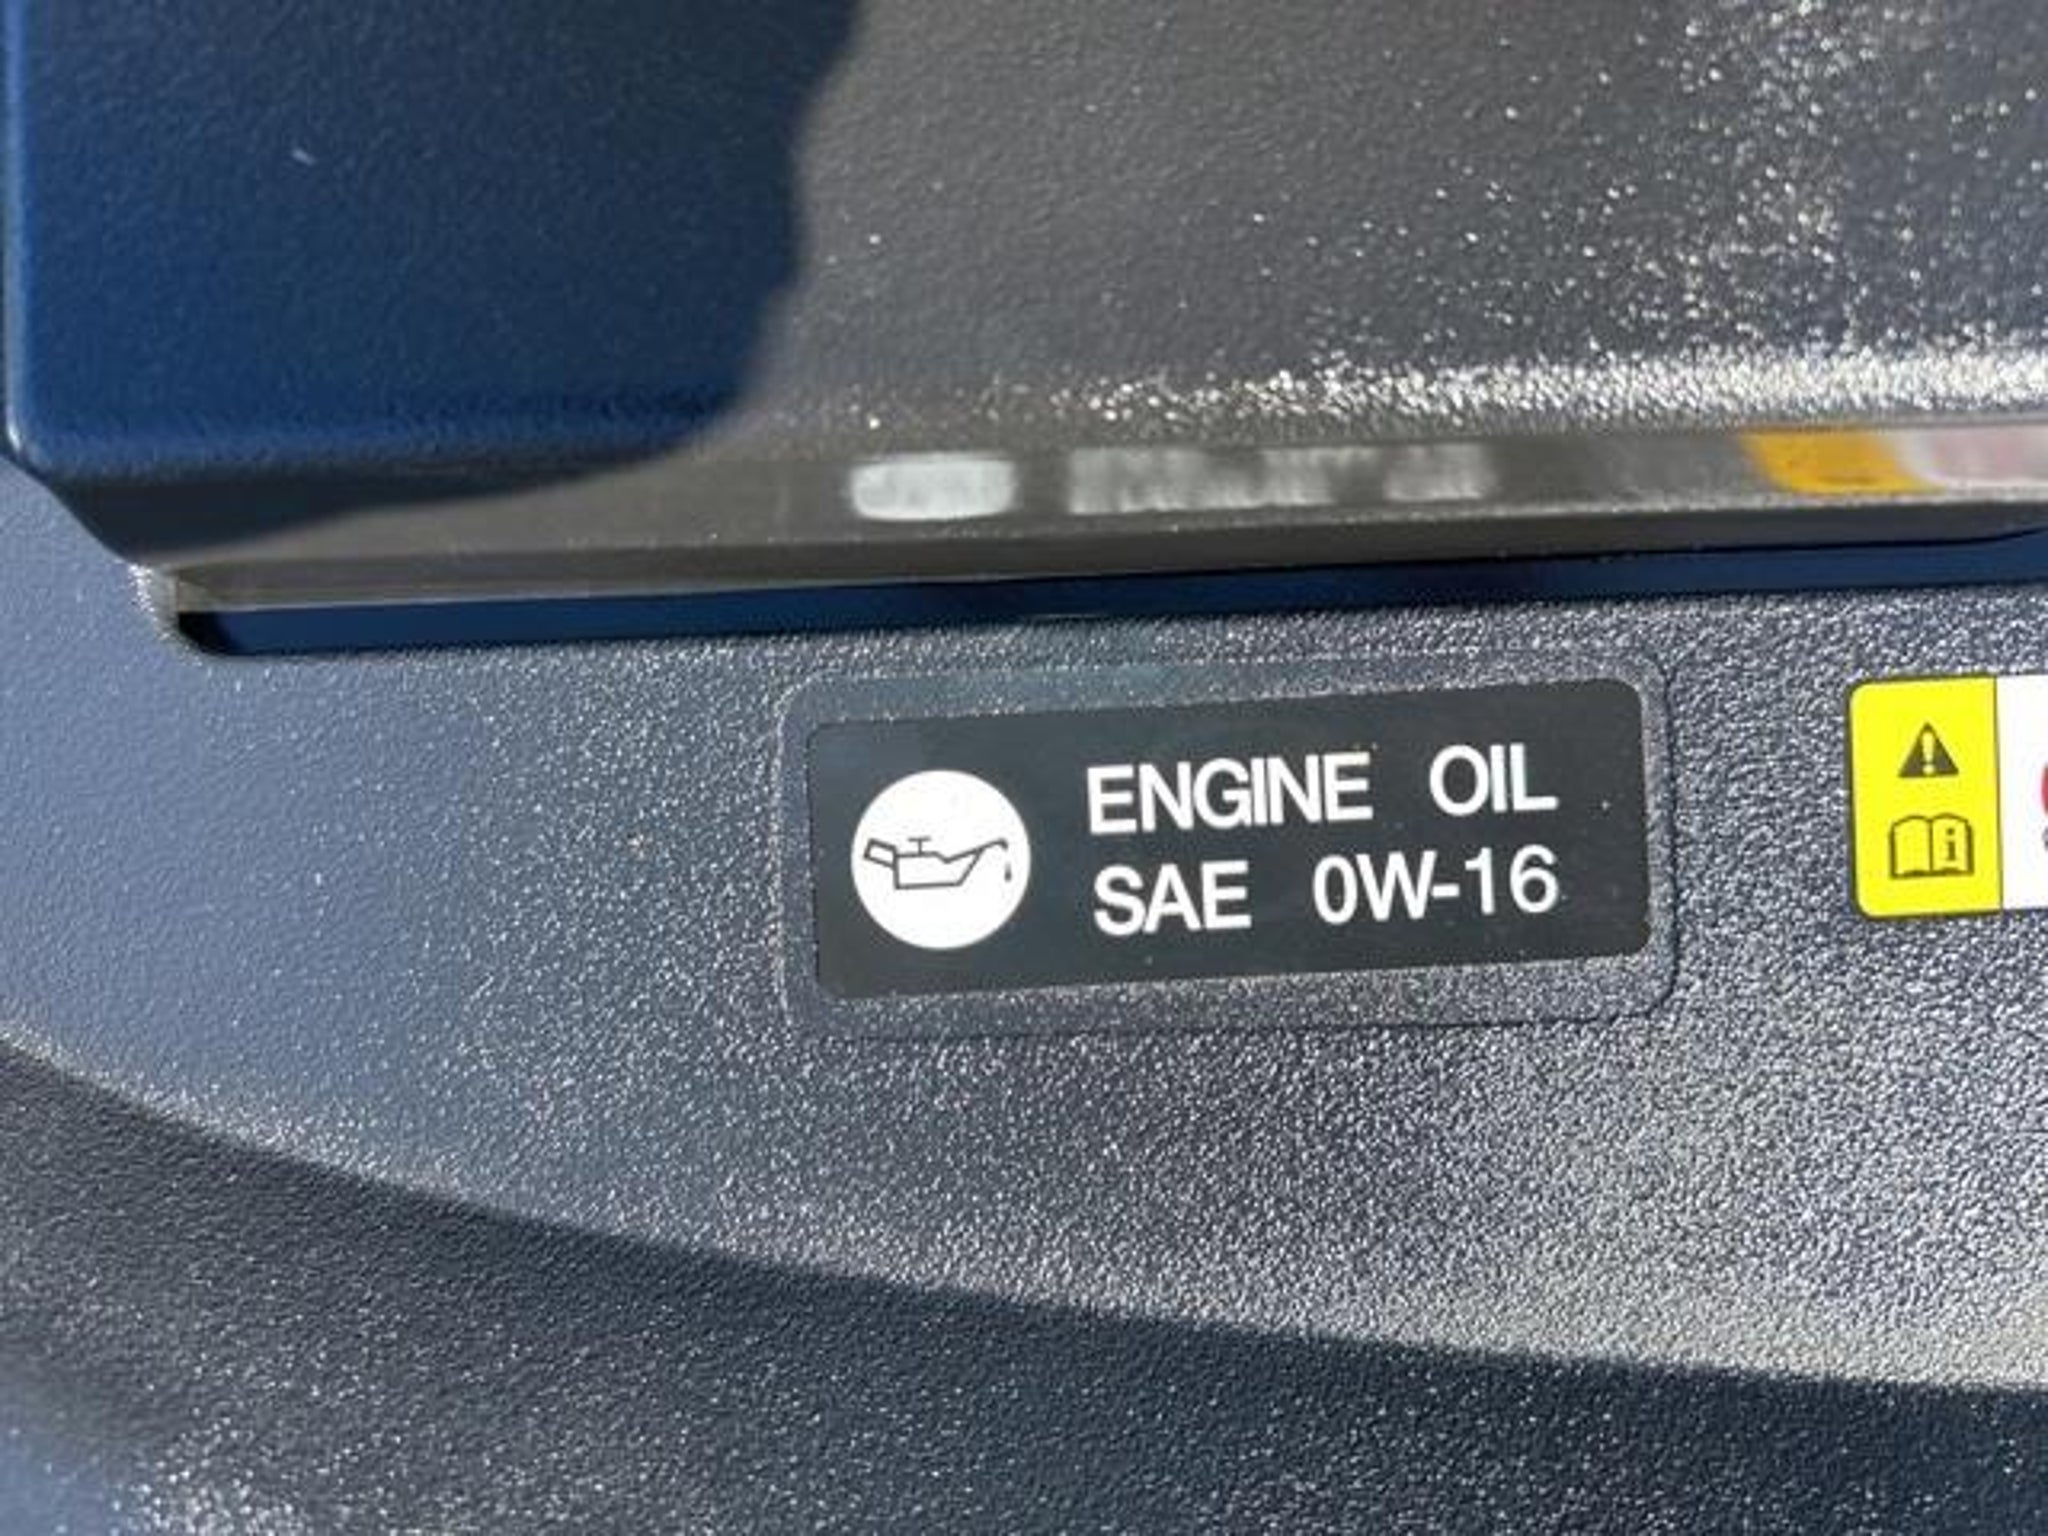 ENGINE OIL
SAE 0W-16